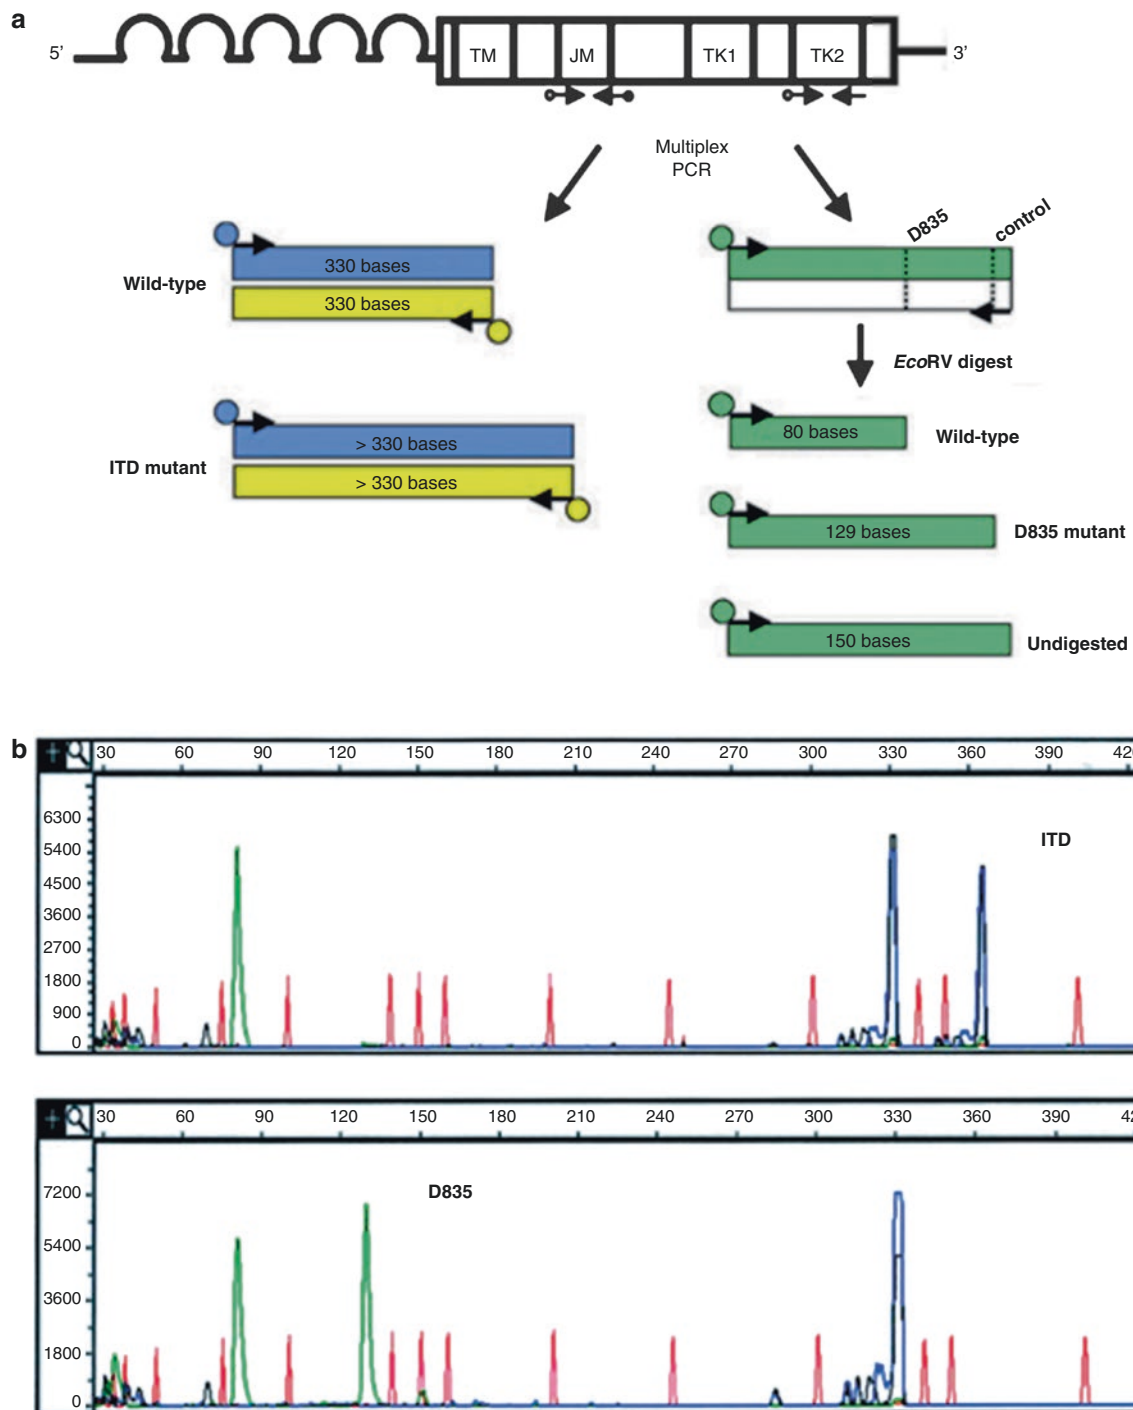 a
5’
TM
JM
TK1
TK2
3’
Multiplex
PCR
D835
control
Wild-type
330 bases
330 bases
EcoRV digest
ITD mutant
> 330 bases
> 330 bases
80 bases
Wild-type
129 bases
D835 mutant
150 bases
Undigested
b
30 60 90 120 150 180 210 240 270 300 330 360 390 420
ITD
6300
5400
4500
3600
2700
1800
900
0
30 60 90 120 150 180 210 240 270 300 330 360 390 42
D835
7200
5400
3600
1800
0